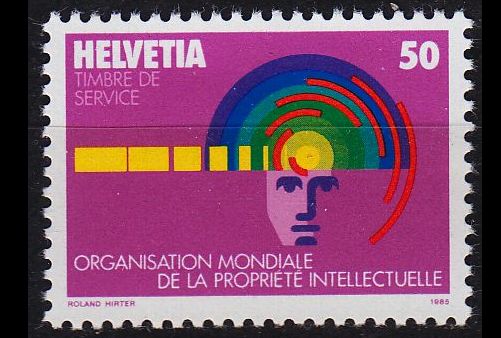 HELVETIA 50
TIMBRE DE
SERVICE
ORGANISATION MONDIALE
DE LA PROPRIÉTÉ INTELLECTUELLE
ROLAND HIRTER 1985